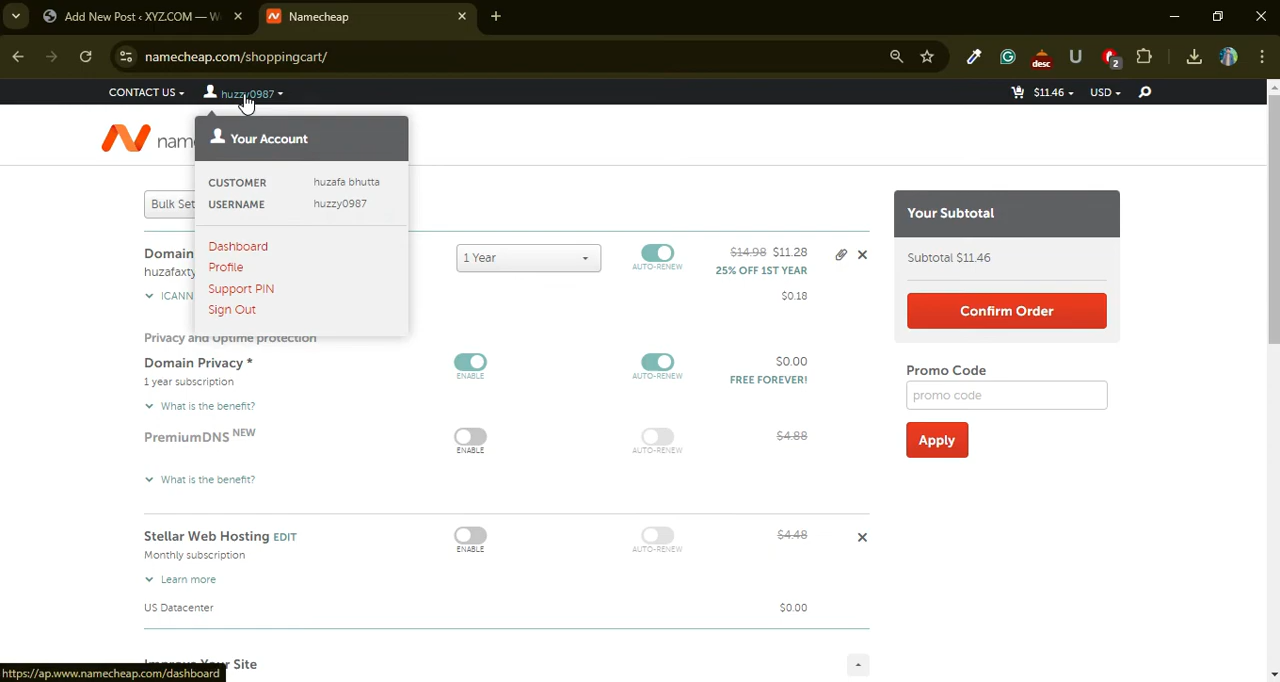 Add New Post ‹ XYZ.COM — W
Namecheap
namecheap.com/shoppingcart/
desc
U
2
CONTACT US
huzzy0987
$11.46
USD
Your Account
CUSTOMER huzafa bhutta
USERNAME huzzy0987
Dashboard
Profile
Support PIN
Sign Out
Bulk Set
Domain
huzafaxty
1 Year
AUTO-RENEW
$14.98 $11.28
25% OFF 1ST YEAR
ICANN
$0.18
Privacy and Uptime protection
Domain Privacy *
1 year subscription
ENABLE
AUTO-RENEW
$0.00
FREE FOREVER!
What is the benefit?
PremiumDNS NEW
ENABLE
AUTO-RENEW
$4.88
What is the benefit?
Stellar Web Hosting EDIT
Monthly subscription
ENABLE
AUTO-RENEW
$4.48
Learn more
US Datacenter
$0.00
Improve Your Site
Your Subtotal
Subtotal $11.46
Confirm Order
Promo Code
promo code
Apply
https://ap.www.namecheap.com/dashboard